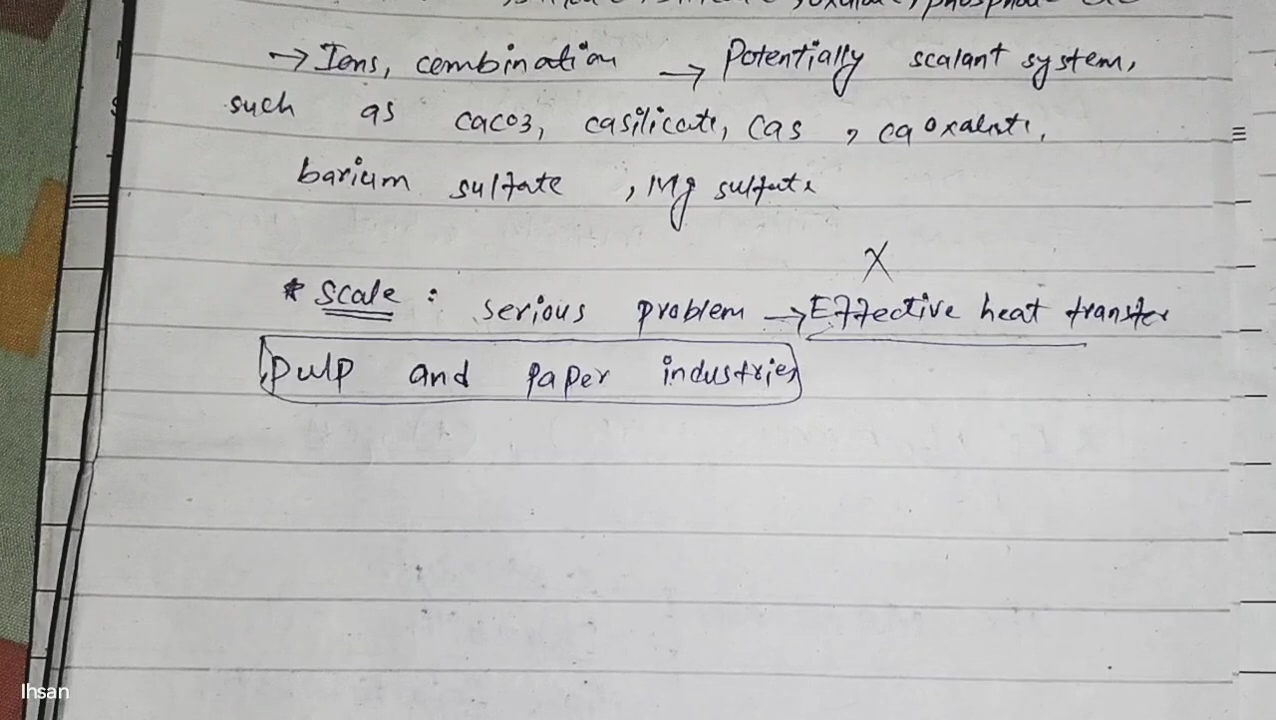 → Ions, combination → Potentially scalant system,
such as caco3, casilicate, cas , ca oxalate,
barium sulfate , Mg sulfate
X
* Scale : serious problem → Effective heat transfer
Pulp and paper industries
Ihsan